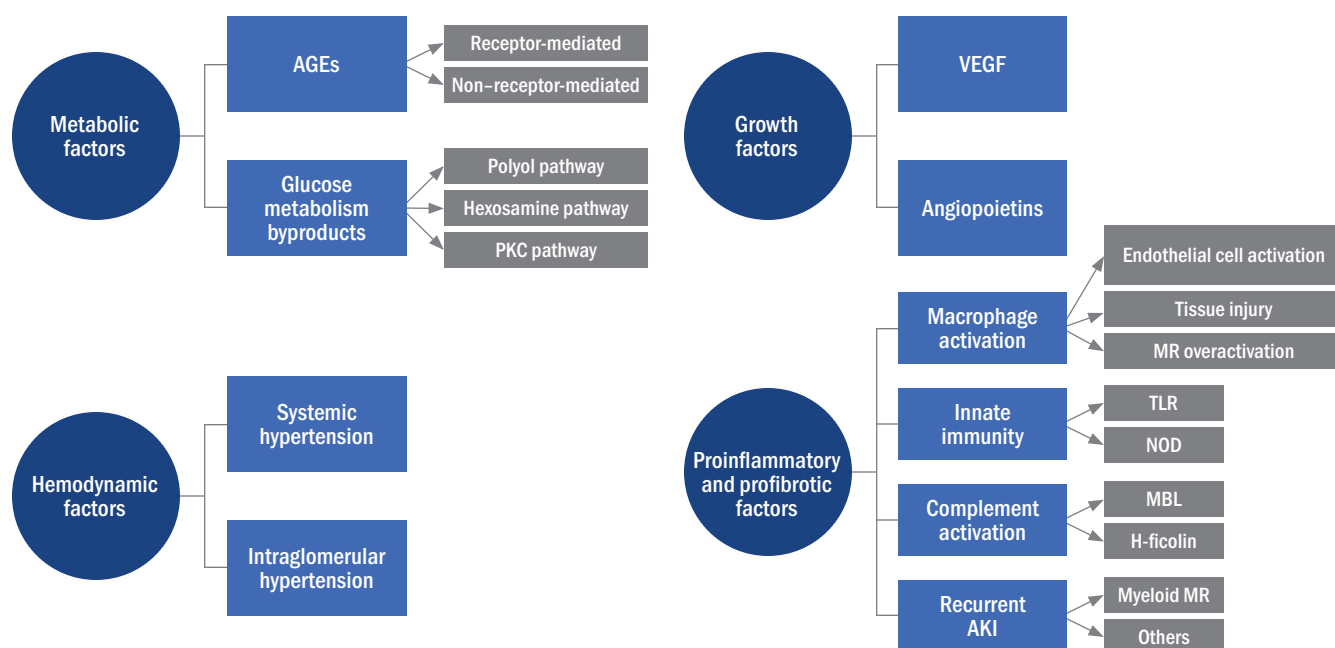 Metabolic
factors
AGEs
Receptor-mediated
Non–receptor-mediated
Glucose
metabolism
byproducts
Polyol pathway
Hexosamine pathway
PKC pathway
Growth
factors
VEGF
Angiopoietins
Hemodynamic
factors
Systemic
hypertension
Intraglomerular
hypertension
Proinflammatory
and profibrotic
factors
Macrophage
activation
Endothelial cell activation
Tissue injury
MR overactivation
Innate
immunity
TLR
NOD
Complement
activation
MBL
H-ficolin
Recurrent
AKI
Myeloid MR
Others